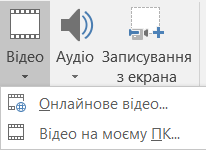 Відео
Аудіо
Записування
з екрана
Онлайнове відео...
Відео на моєму ПК...